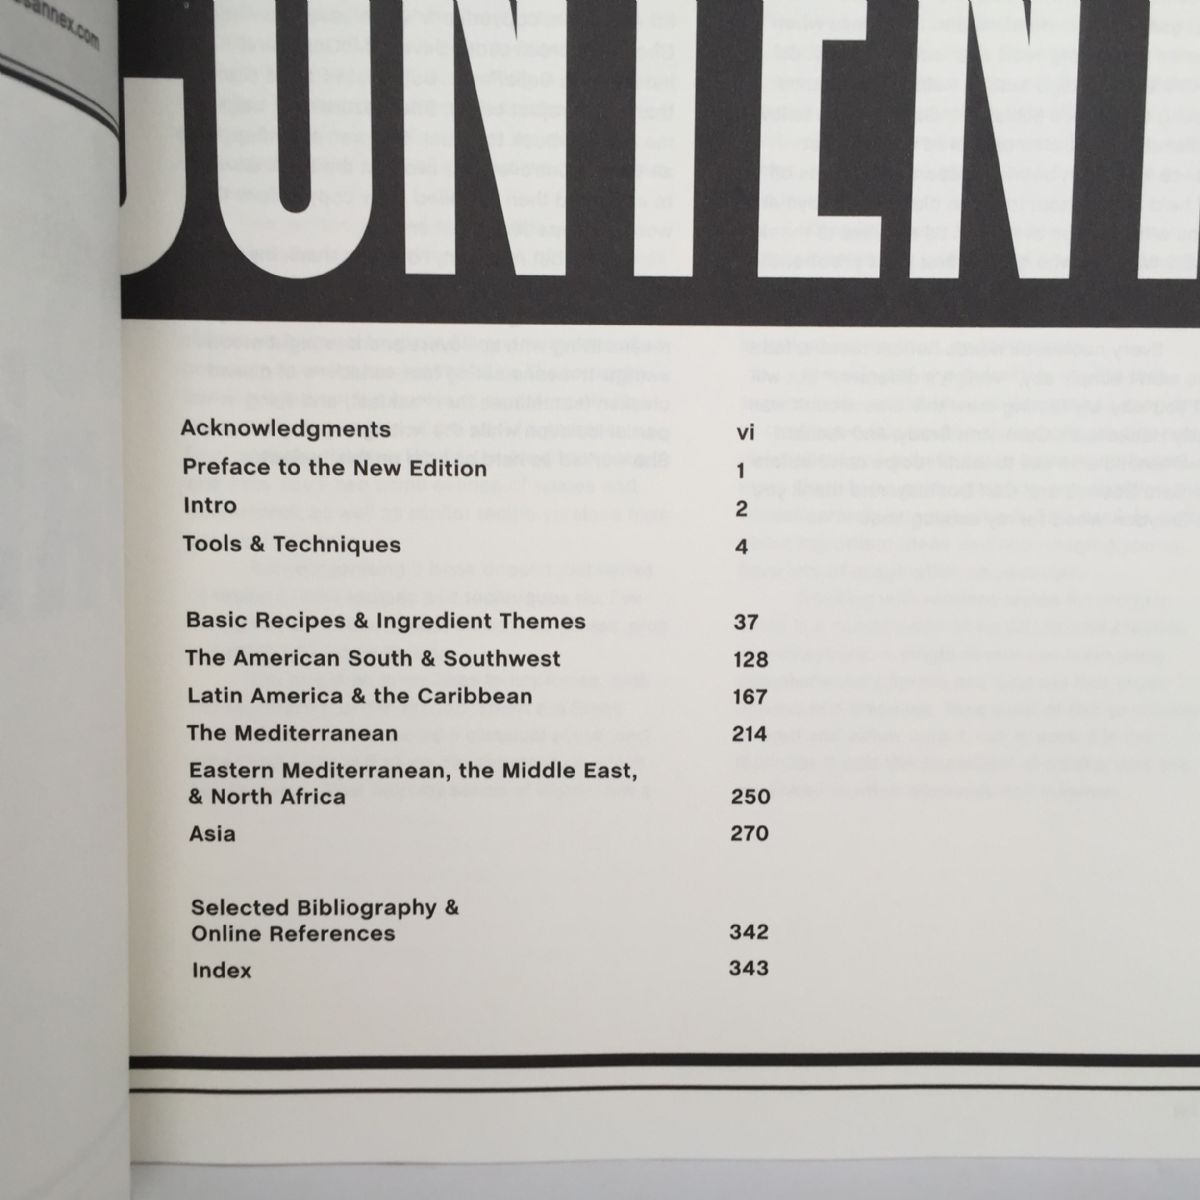 CONTENT
Acknowledgments vi
Preface to the New Edition 1
Intro 2
Tools & Techniques 4
Basic Recipes & Ingredient Themes 37
The American South & Southwest 128
Latin America & the Caribbean 167
The Mediterranean 214
Eastern Mediterranean, the Middle East,
& North Africa 250
Asia 270
Selected Bibliography &
Online References 342
Index 343